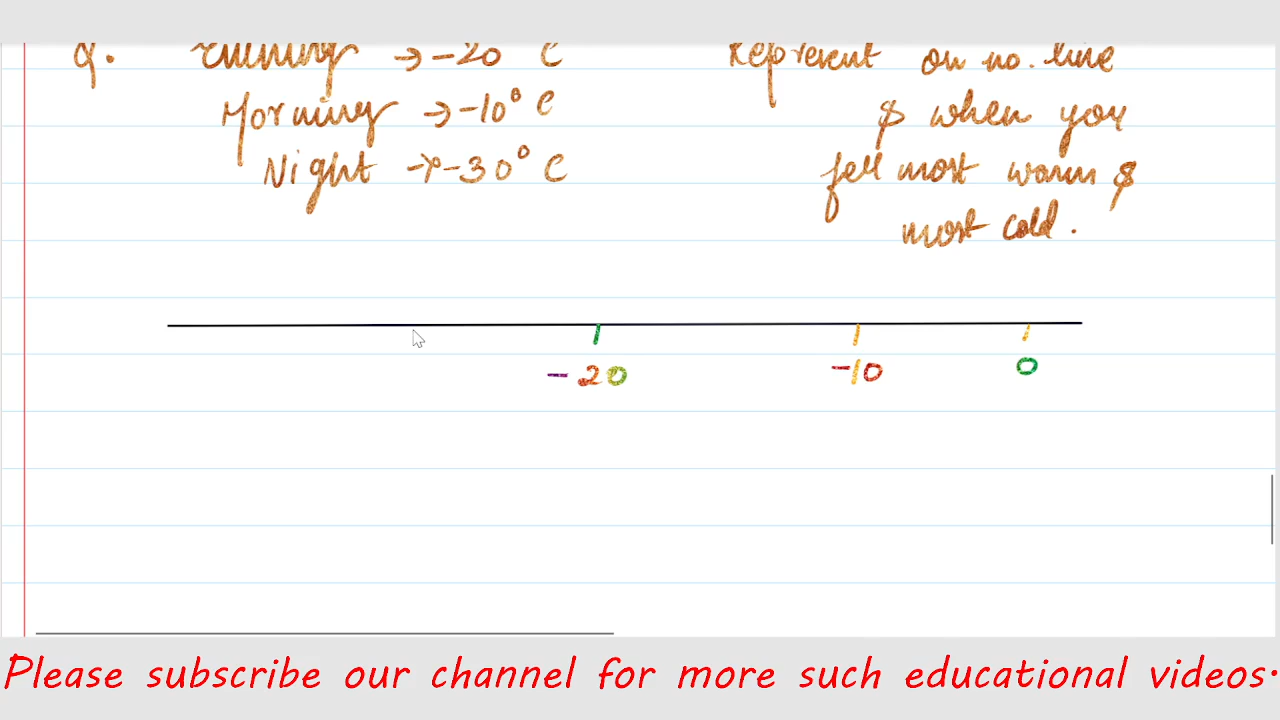 Q. Evening → -20 C Represent on no. line
Morning → -10° C & when you
Night → -30° C fell most warm &
most cold.
-20 -10 0
Please subscribe our channel for more such educational videos.